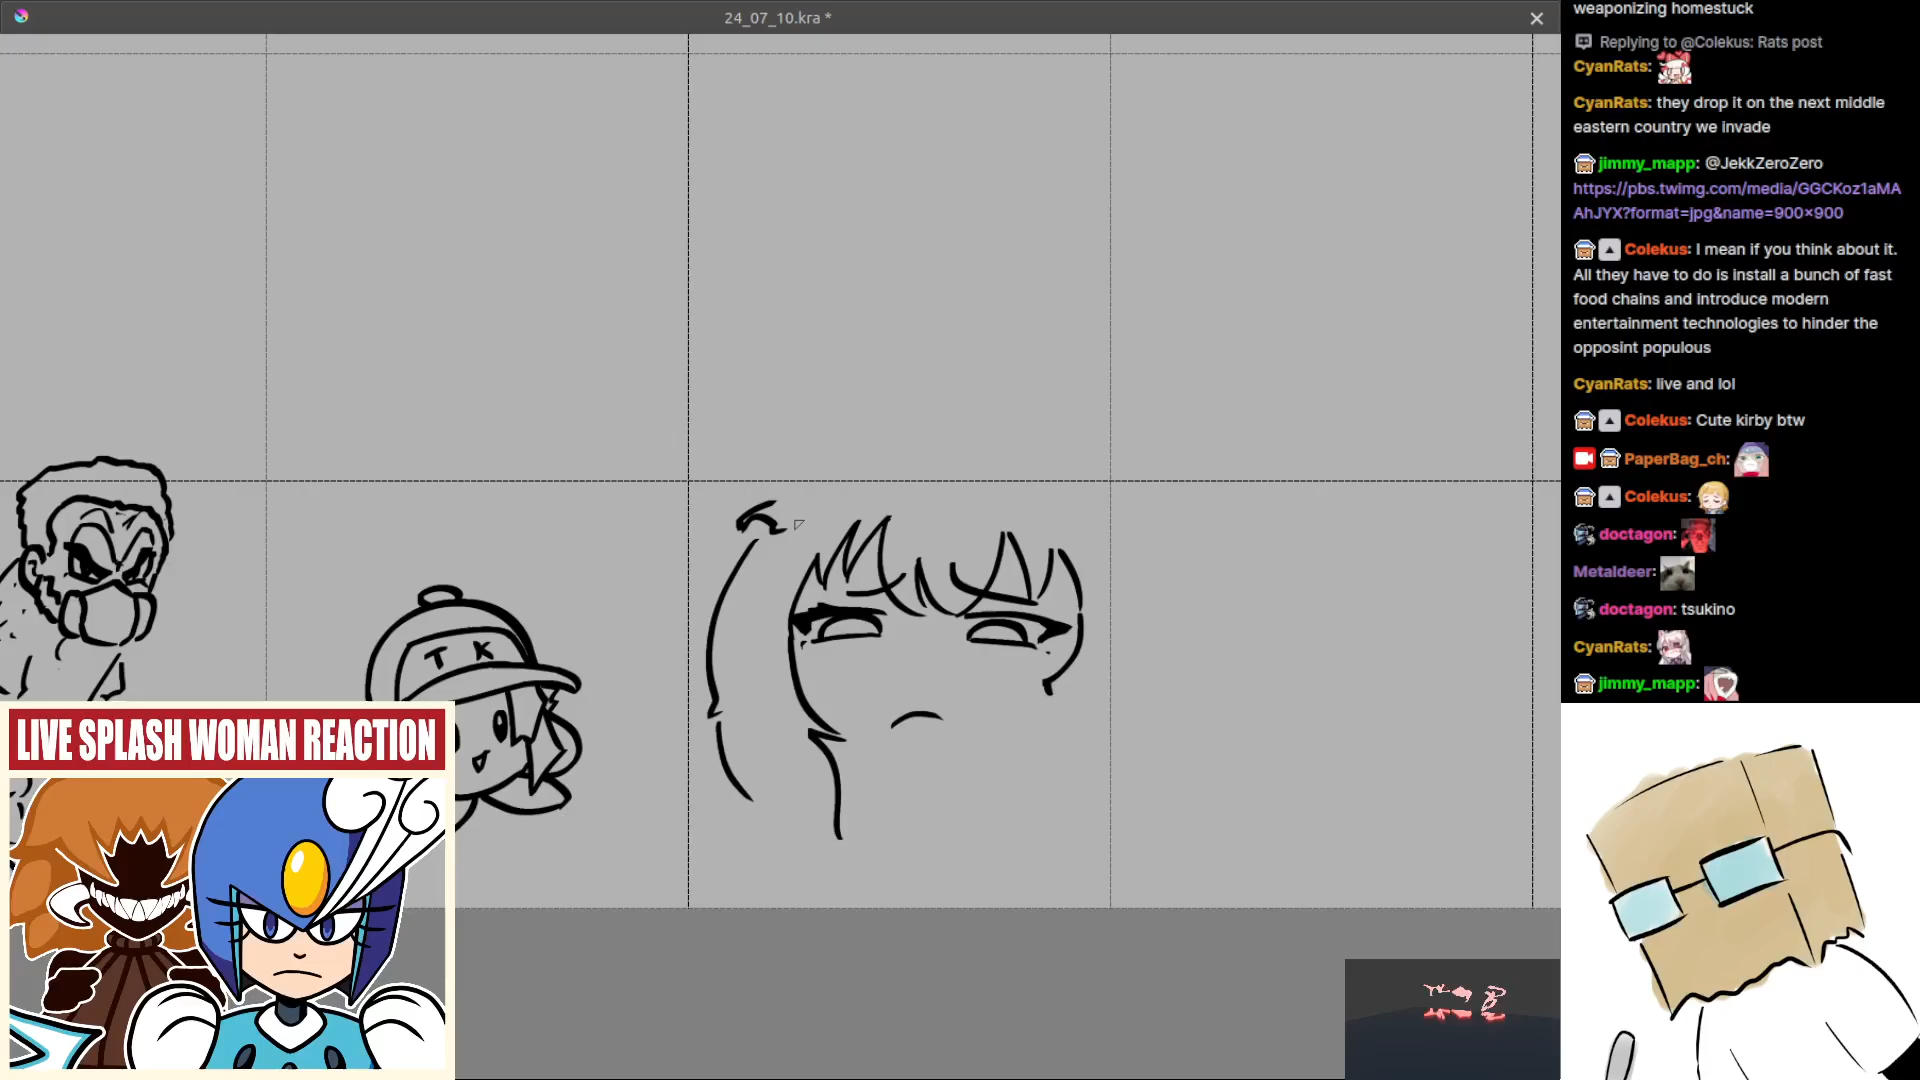 24_07_10.kra *
weaponizing homestuck
Replying to @Colekus: Rats post
CyanRats:
CyanRats: they drop it on the next middle
eastern country we invade
jimmy_mapp: @JekkZeroZero
https://pbs.twimg.com/media/GGCKoz1aMA
AhJYX?format=jpg&name=900×900
Colekus: I mean if you think about it.
All they have to do is install a bunch of fast
food chains and introduce modern
entertainment technologies to hinder the
opposint populous
CyanRats: live and lol
Colekus: Cute kirby btw
PaperBag_ch:
Colekus:
doctagon:
Metaldeer:
doctagon: tsukino
CyanRats:
jimmy_mapp:
T K
LIVE SPLASH WOMAN REACTION